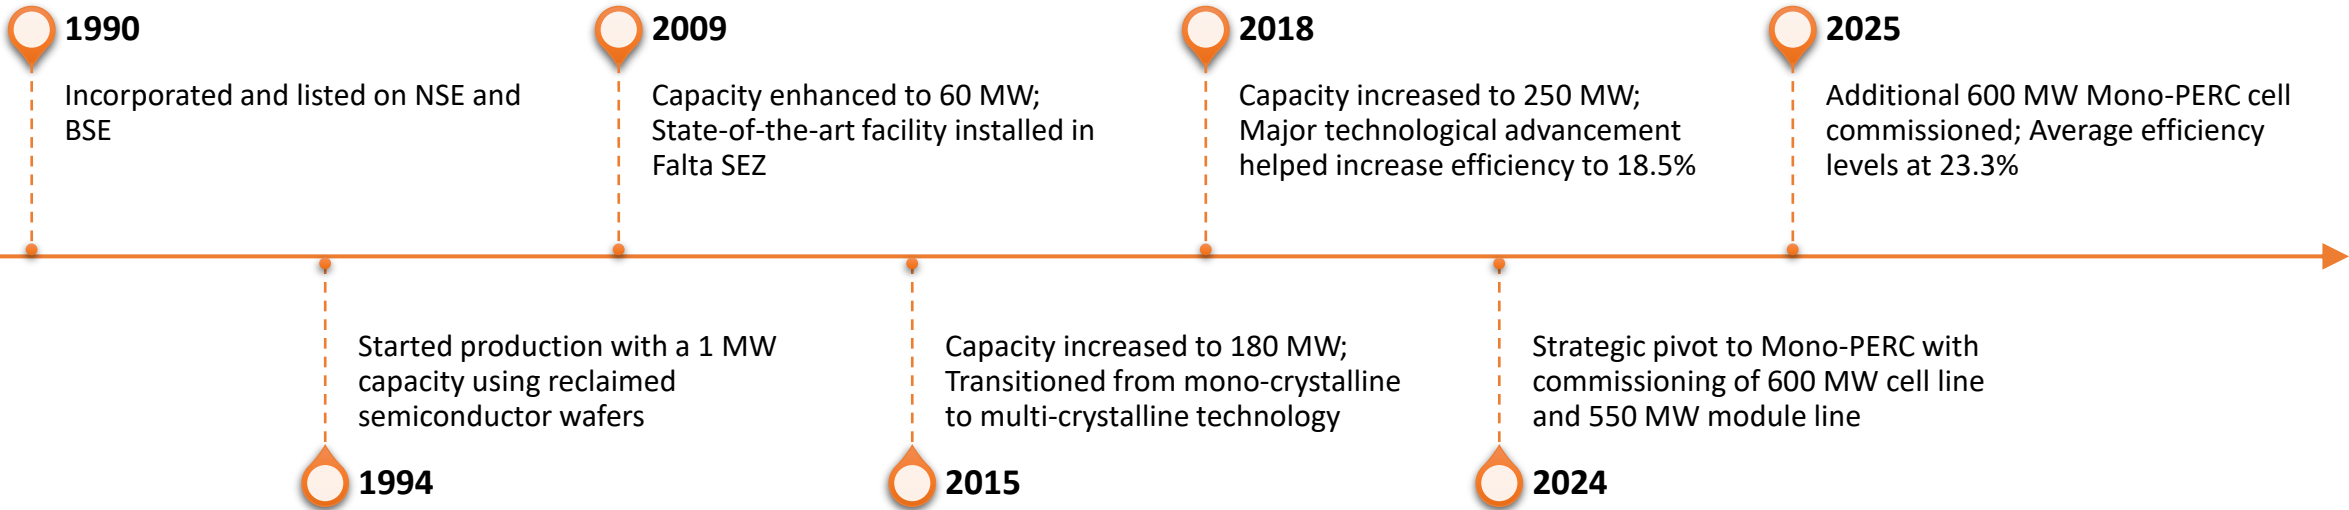 1990
Incorporated and listed on NSE and
BSE
1994
Started production with a 1 MW
capacity using reclaimed
semiconductor wafers
2009
Capacity enhanced to 60 MW;
State-of-the-art facility installed in
Falta SEZ
2015
Capacity increased to 180 MW;
Transitioned from mono-crystalline
to multi-crystalline technology
2018
Capacity increased to 250 MW;
Major technological advancement
helped increase efficiency to 18.5%
2024
Strategic pivot to Mono-PERC with
commissioning of 600 MW cell line
and 550 MW module line
2025
Additional 600 MW Mono-PERC cell
commissioned; Average efficiency
levels at 23.3%